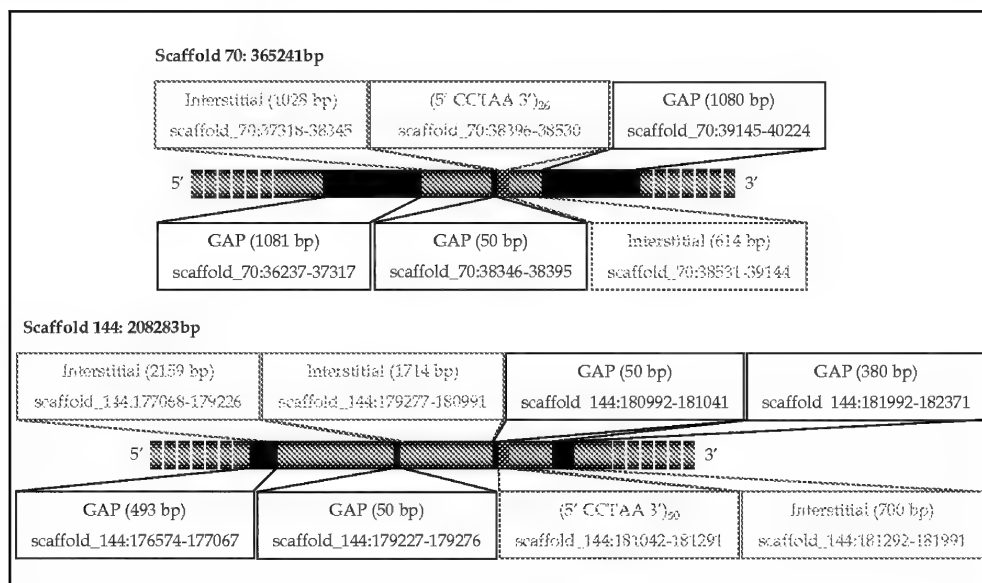 Scaffold 70: 365241bp
Interstitial (1028 bp)
scaffold_70:37318-38345
(5' CCTAA 3')26
scaffold_70:38396-38530
GAP (1080 bp)
scaffold_70:39145-40224
5'
3'
GAP (1081 bp)
scaffold_70:36237-37317
GAP (50 bp)
scaffold_70:38346-38395
Interstitial (614 bp)
scaffold_70:38531-39144
Scaffold 144: 208283bp
Interstitial (2159 bp)
scaffold_144:177068-179226
Interstitial (1714 bp)
scaffold_144:179277-180991
GAP (50 bp)
scaffold_144:180992-181041
GAP (380 bp)
scaffold_144:181992-182371
5'
3'
GAP (493 bp)
scaffold_144:176574-177067
GAP (50 bp)
scaffold_144:179227-179276
(5' CCTAA 3')50
scaffold_144:181042-181291
Interstitial (700 bp)
scaffold_144:181292-181991